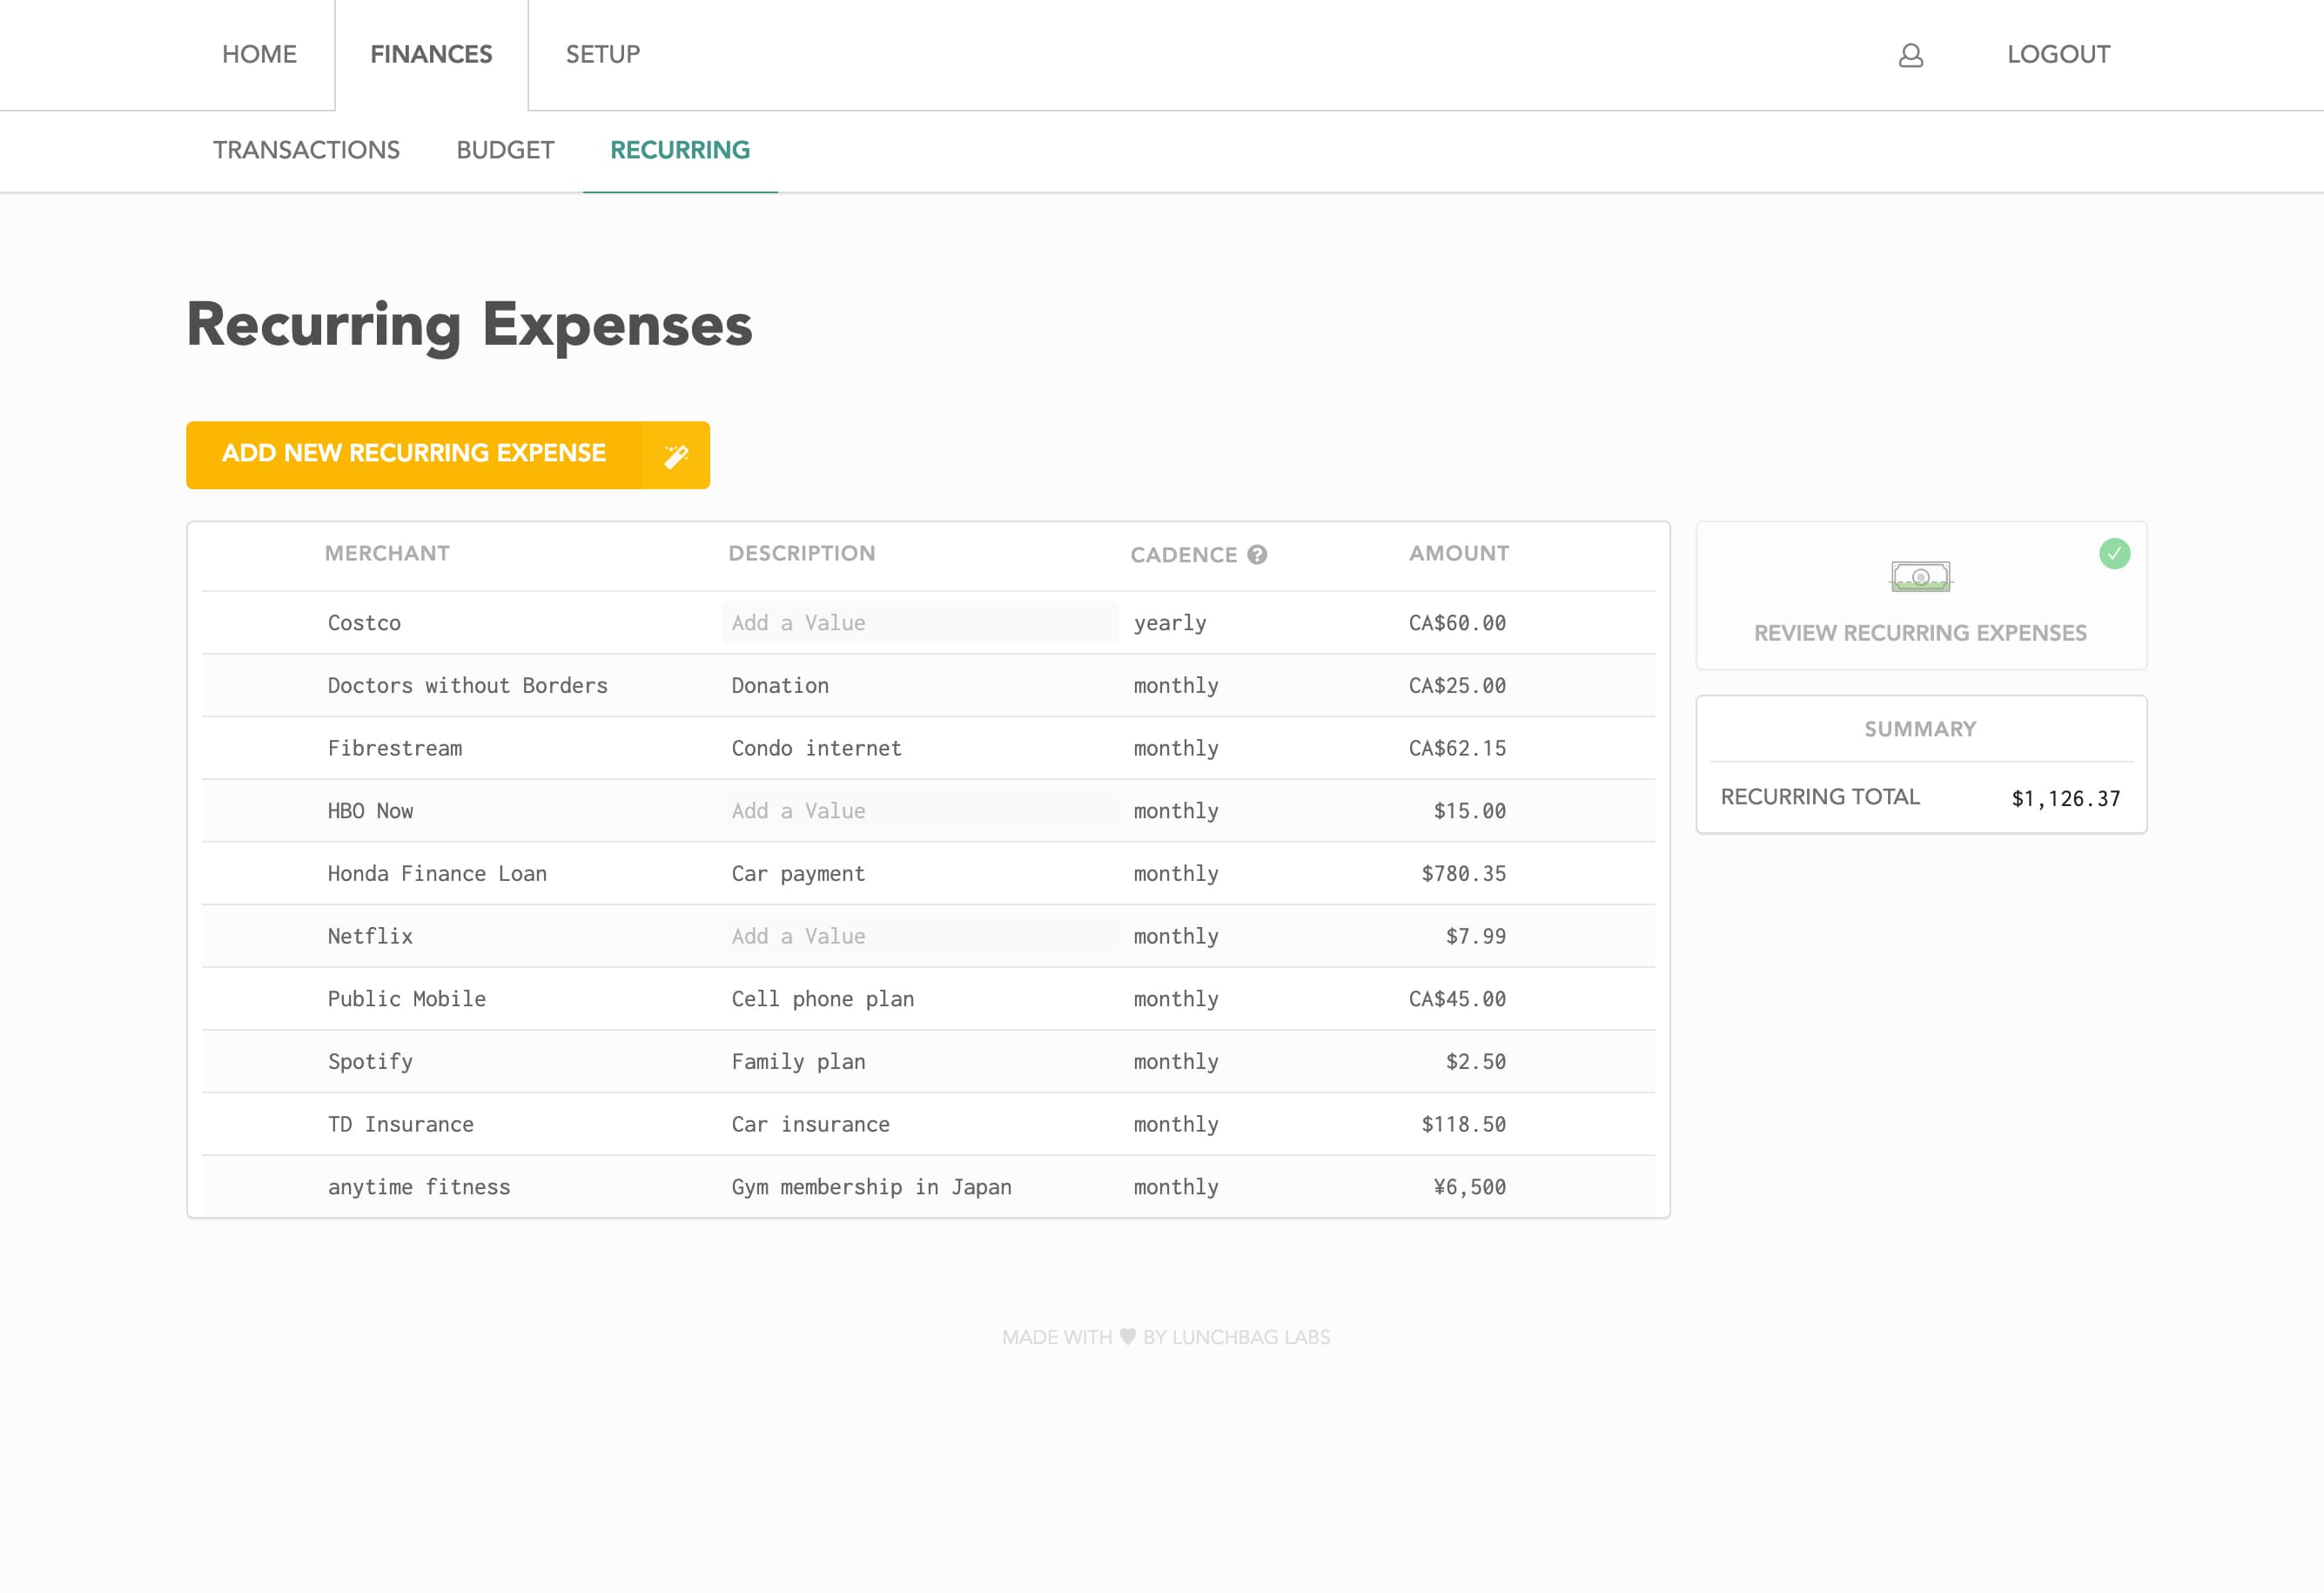 HOME FINANCES SETUP LOGOUT
TRANSACTIONS BUDGET RECURRING
Recurring Expenses
ADD NEW RECURRING EXPENSE
MERCHANT DESCRIPTION CADENCE ? AMOUNT
Costco Add a Value yearly CA$60.00
Doctors without Borders Donation monthly CA$25.00
Fibrestream Condo internet monthly CA$62.15
HBO Now Add a Value monthly $15.00
Honda Finance Loan Car payment monthly $780.35
Netflix Add a Value monthly $7.99
Public Mobile Cell phone plan monthly CA$45.00
Spotify Family plan monthly $2.50
TD Insurance Car insurance monthly $118.50
anytime fitness Gym membership in Japan monthly ¥6,500
REVIEW RECURRING EXPENSES
SUMMARY
RECURRING TOTAL $1,126.37
MADE WITH ♥ BY LUNCHBAG LABS